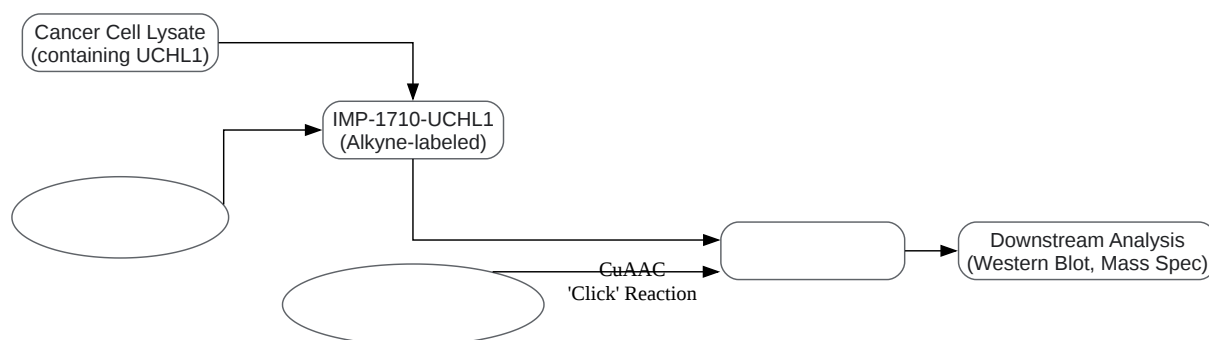 Cancer Cell Lysate
(containing UCHL1)
IMP-1710-UCHL1
(Alkyne-labeled)
CuAAC
'Click' Reaction
Downstream Analysis
(Western Blot, Mass Spec)